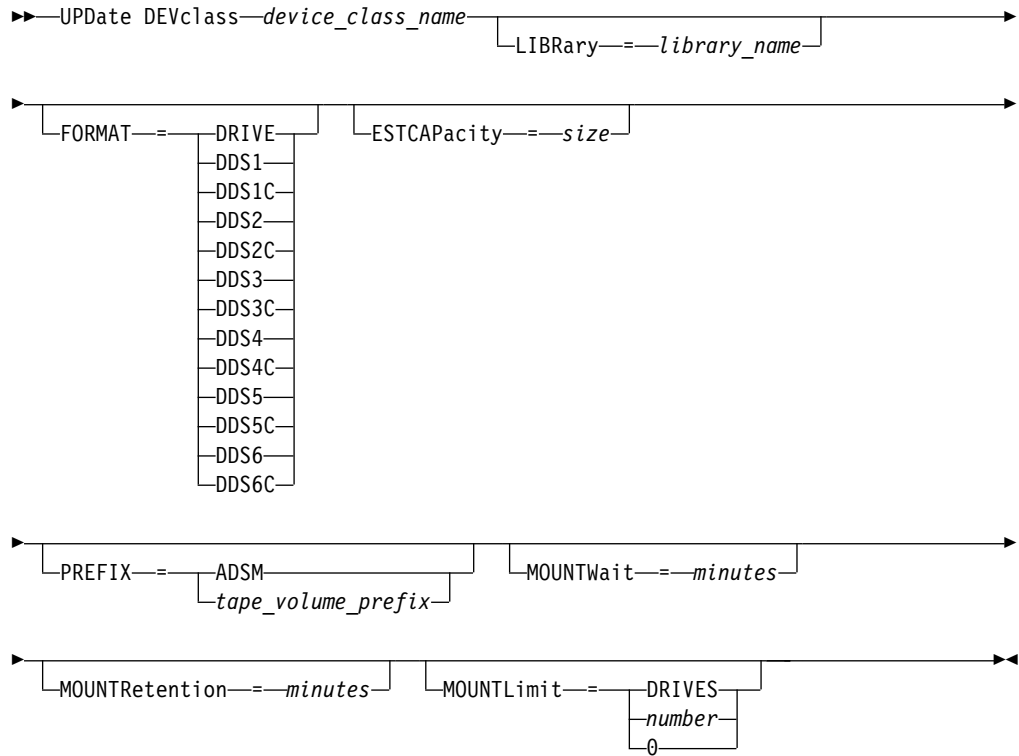 UPDate DEVclass device_class_name
LIBRary = library_name
FORMAT = DRIVE
DDS1
DDS1C
DDS2
DDS2C
DDS3
DDS3C
DDS4
DDS4C
DDS5
DDS5C
DDS6
DDS6C
ESTCAPacity = size
PREFIX = ADSM
tape_volume_prefix
MOUNTWait = minutes
MOUNTRetention = minutes
MOUNTLimit = DRIVES
number
0